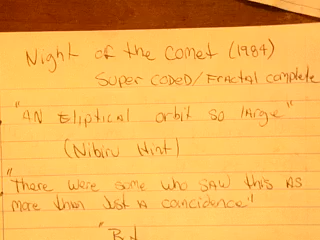 Night of the Comet (1984)
Super Coded/Fractal complete
"An Eliptical orbit so large"
(Nibiru Hint)
"There were some who saw this as
more than Just a coincidence"
"But